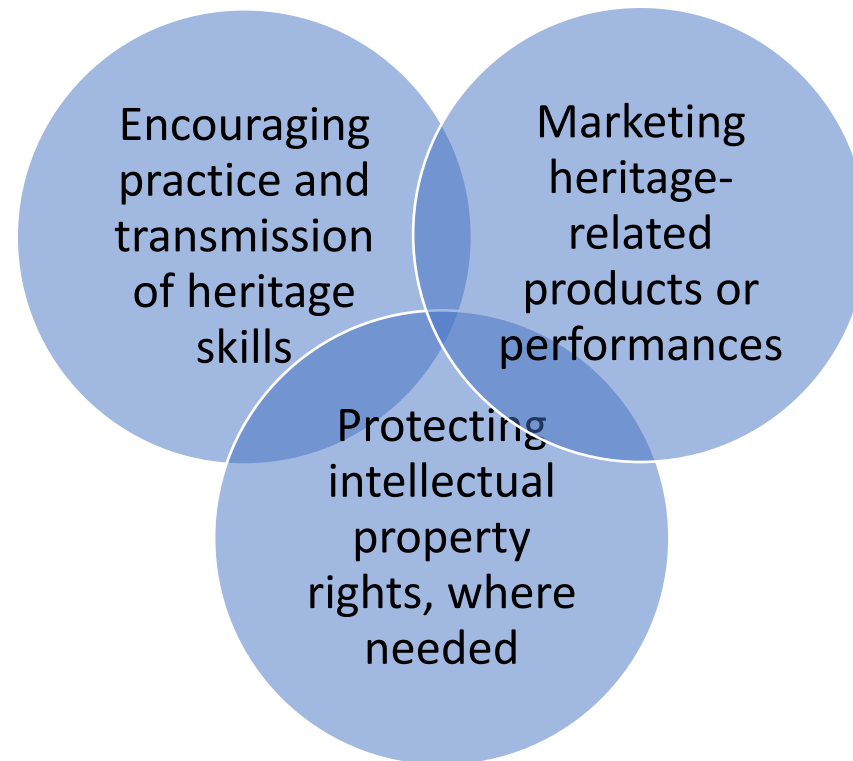 Encouraging
practice and
transmission
of heritage
skills
Marketing
heritage-
related
products or
performances
Protecting
intellectual
property
rights, where
needed